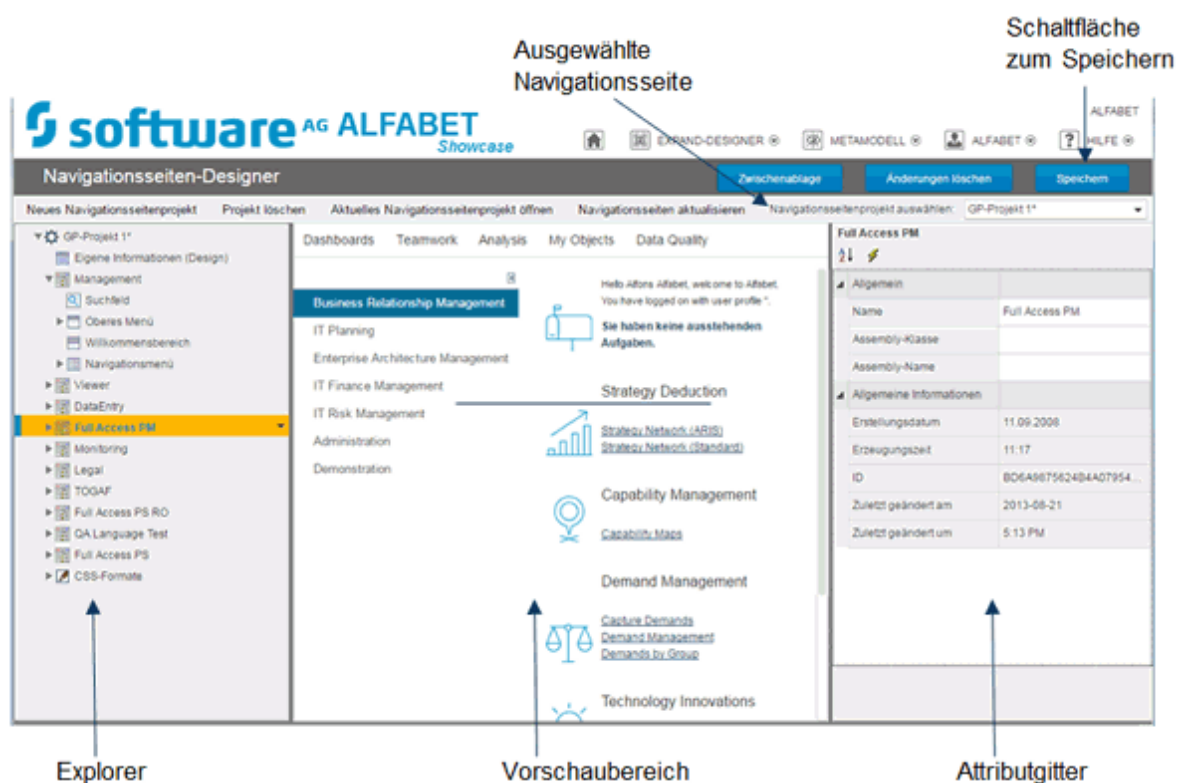 Schaltfläche
zum Speichern
Ausgewählte
Navigationsseite
software AG ALFABET
Showcase
ALFABET
EXPAND-DESIGNER
METAMODELL
ALFABET
? HILFE
Navigationsseiten-Designer
Zwischenablage
Änderungen löschen
Speichern
Neues Navigationsseitenprojekt
Projekt löschen
Aktuelles Navigationsseitenprojekt öffnen
Navigationsseiten aktualisieren
Navigationsseitenprojekt auswählen: GP-Projekt 1*
GP-Projekt 1*
Eigene Informationen (Design)
Management
Suchfeld
Oberes Menü
Willkommensbereich
Navigationsmenü
Viewer
DataEntry
Full Access PM
Monitoring
Legal
TOGAF
Full Access PS RO
QA Language Test
Full Access PS
CSS-Formate
Dashboards Teamwork Analysis My Objects Data Quality
Business Relationship Management
IT Planning
Enterprise Architecture Management
IT Finance Management
IT Risk Management
Administration
Demonstration
Hello Alfons Alfabet, welcome to Alfabet.
You have logged on with user profile ".
Sie haben keine ausstehenden
Aufgaben.
Strategy Deduction
Strategy Network (ARIS)
Strategy Network (Standard)
Capability Management
Capability Maps
Demand Management
Capture Demands
Demand Management
Demands by Group
Technology Innovations
Full Access PM
Allgemein
Name Full Access PM
Assembly-Klasse
Assembly-Name
Allgemeine Informationen
Erstellungsdatum 11.09.2008
Erzeugungszeit 11:17
ID BD6A9875624B4A07954...
Zuletzt geändert am 2013-08-21
Zuletzt geändert um 5:13 PM
Explorer
Vorschaubereich
Attributgitter